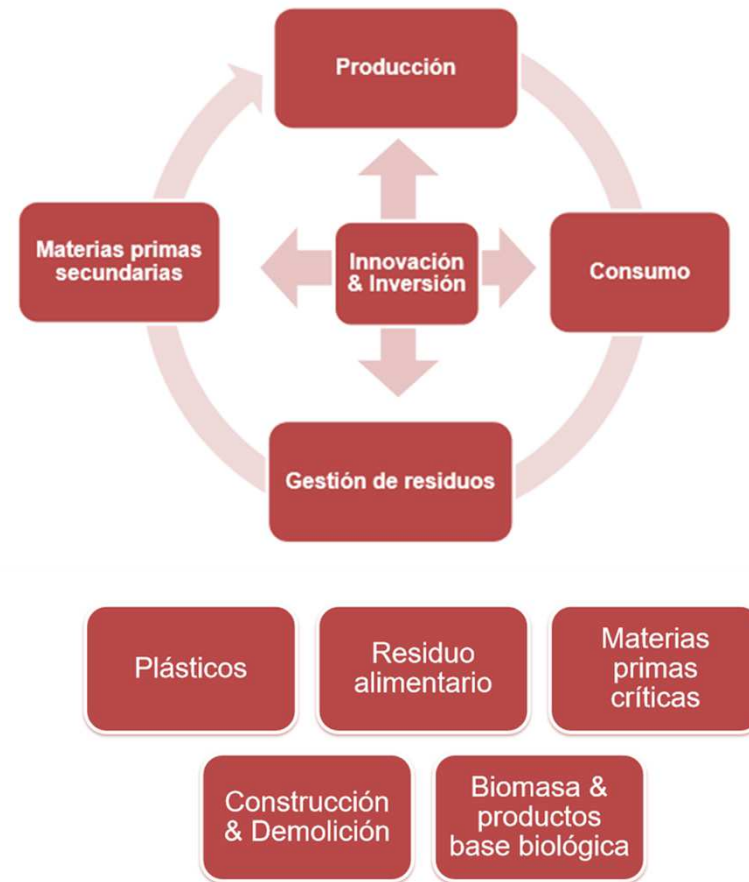 Producción
Materias primas
secundarias
Innovación
& Inversión
Consumo
Gestión de residuos
Plásticos
Residuo
alimentario
Materias
primas
críticas
Construcción
& Demolición
Biomasa &
productos
base biológica